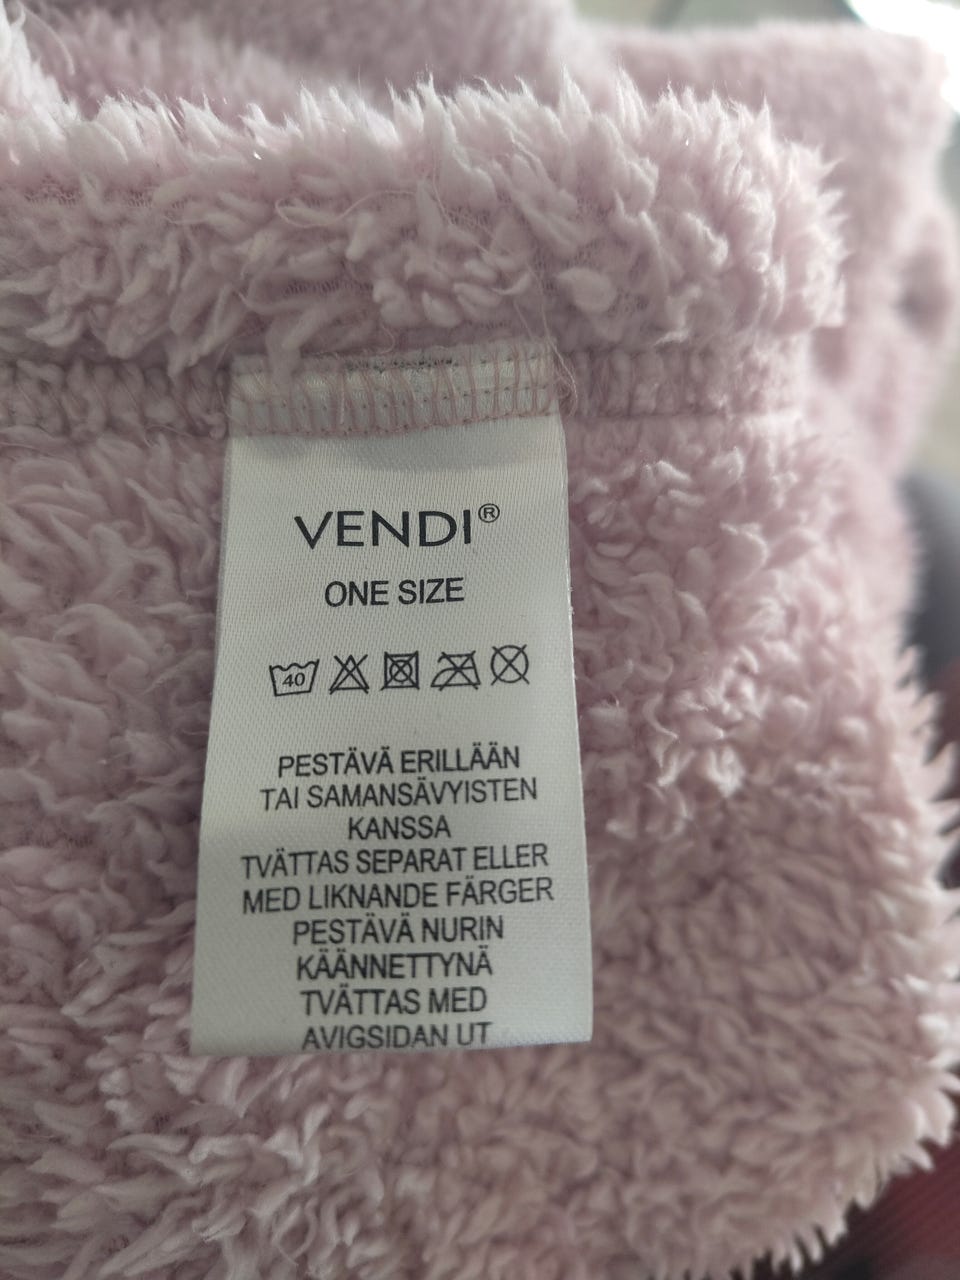 VENDI®
ONE SIZE
40
PESTÄVÄ ERILLÄÄN
TAI SAMANSÄVYISTEN
KANSSA
TVÄTTAS SEPARAT ELLER
MED LIKNANDE FÄRGER
PESTÄVÄ NURIN
KÄÄNNETTYNÄ
TVÄTTAS MED
AVIGSIDAN UT